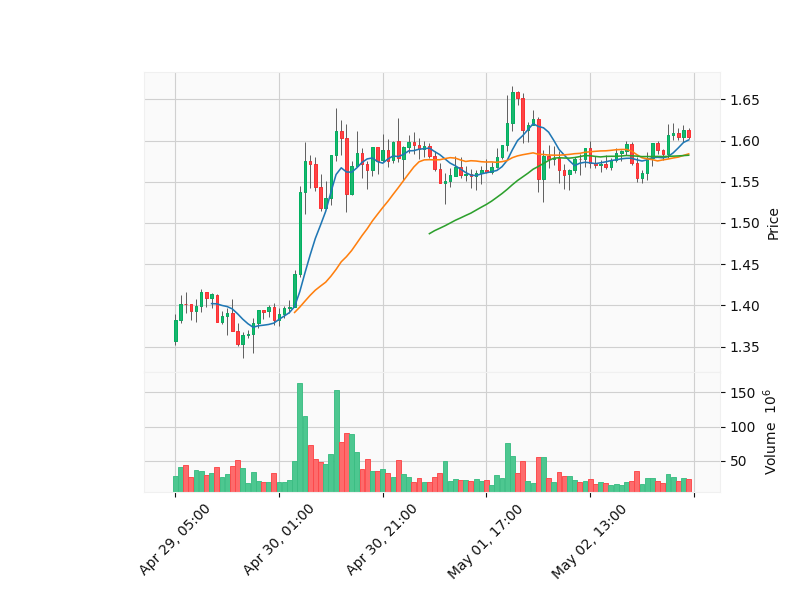 1.65
1.60
1.55
1.50
1.45
1.40
1.35
Price
150
100
50
Volume 10^6
Apr 29, 05:00
Apr 30, 01:00
Apr 30, 21:00
May 01, 17:00
May 02, 13:00